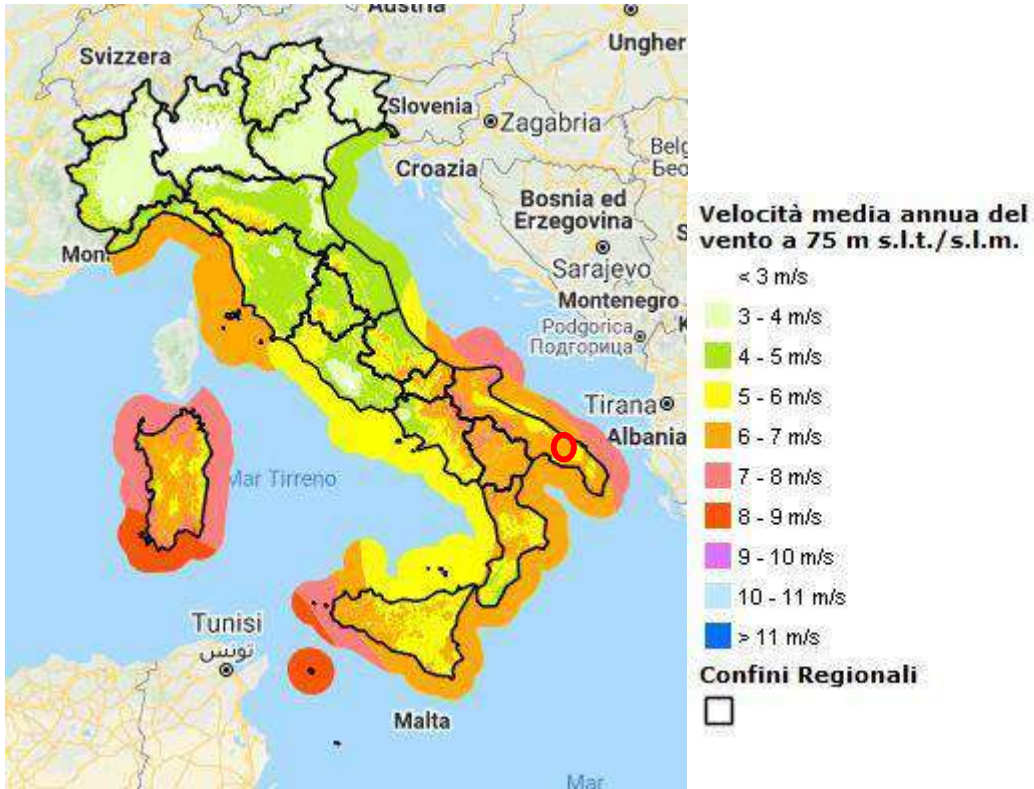 Austria
Ungher
Svizzera
Slovenia
Zagabria
Croazia
Belg
Бео
Bosnia ed
Erzegovina
Mon
Sarajevo
S
Montenegro
K
Podgorica
Подгорица
Tirana
Albania
Mar Tirreno
Tunisi
تونس
Malta
Mar
Velocità media annua del
vento a 75 m s.l.t./s.l.m.
< 3 m/s
3 - 4 m/s
4 - 5 m/s
5 - 6 m/s
6 - 7 m/s
7 - 8 m/s
8 - 9 m/s
9 - 10 m/s
10 - 11 m/s
> 11 m/s
Confini Regionali